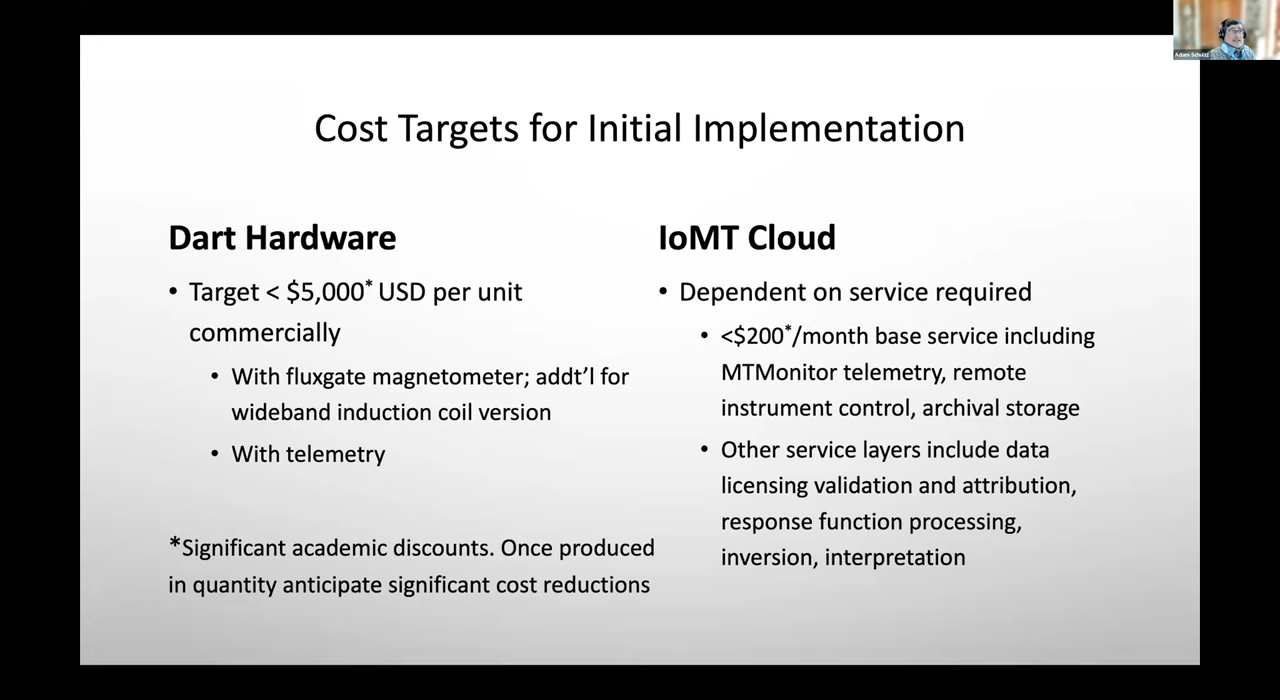 Adam Schultz
Cost Targets for Initial Implementation
Dart Hardware
• Target < $5,000* USD per unit
commercially
• With fluxgate magnetometer; addt’l for
wideband induction coil version
• With telemetry
*Significant academic discounts. Once produced
in quantity anticipate significant cost reductions
IoMT Cloud
• Dependent on service required
• <$200*/month base service including
MTMonitor telemetry, remote
instrument control, archival storage
• Other service layers include data
licensing validation and attribution,
response function processing,
inversion, interpretation